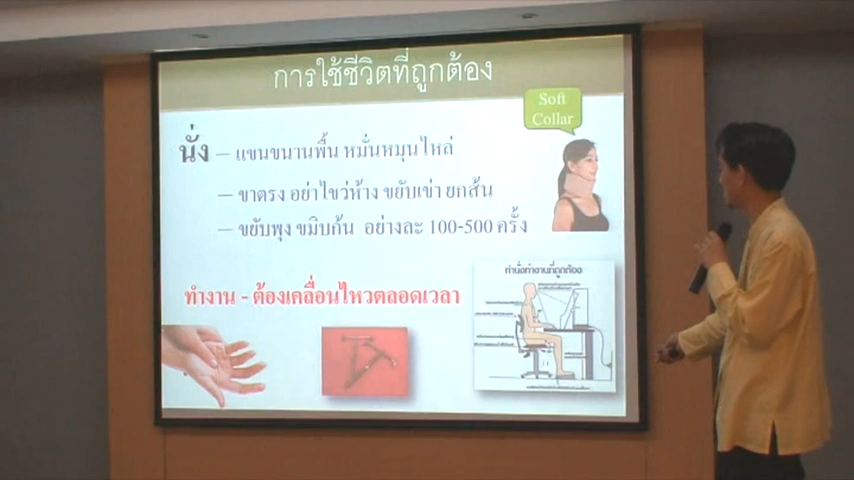 การใช้ชีวิตที่ถูกต้อง
Soft
Collar
นั่ง – แขนขนานพื้น หมั่นหมุนไหล่
– ขาตรง อย่าไขว่ห้าง ขยับเข่า ยกส้น
– ขยับพุง ขมิบก้น อย่างละ 100-500 ครั้ง
ทำงาน - ต้องเคลื่อนไหวตลอดเวลา
ท่านั่งทำงานที่ถูกต้อง